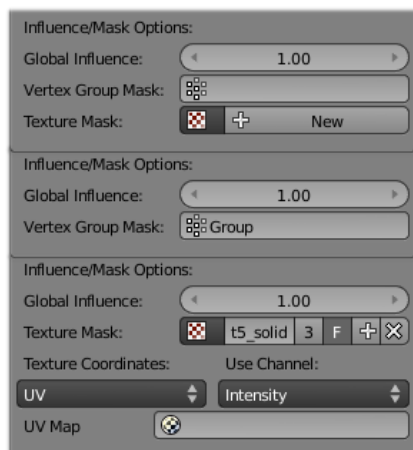 Influence/Mask Options:
Global Influence: 1.00
Vertex Group Mask:
Texture Mask: New
Influence/Mask Options:
Global Influence: 1.00
Vertex Group Mask: Group
Influence/Mask Options:
Global Influence: 1.00
Texture Mask: t5_solid 3 F
Texture Coordinates: Use Channel:
UV Intensity
UV Map